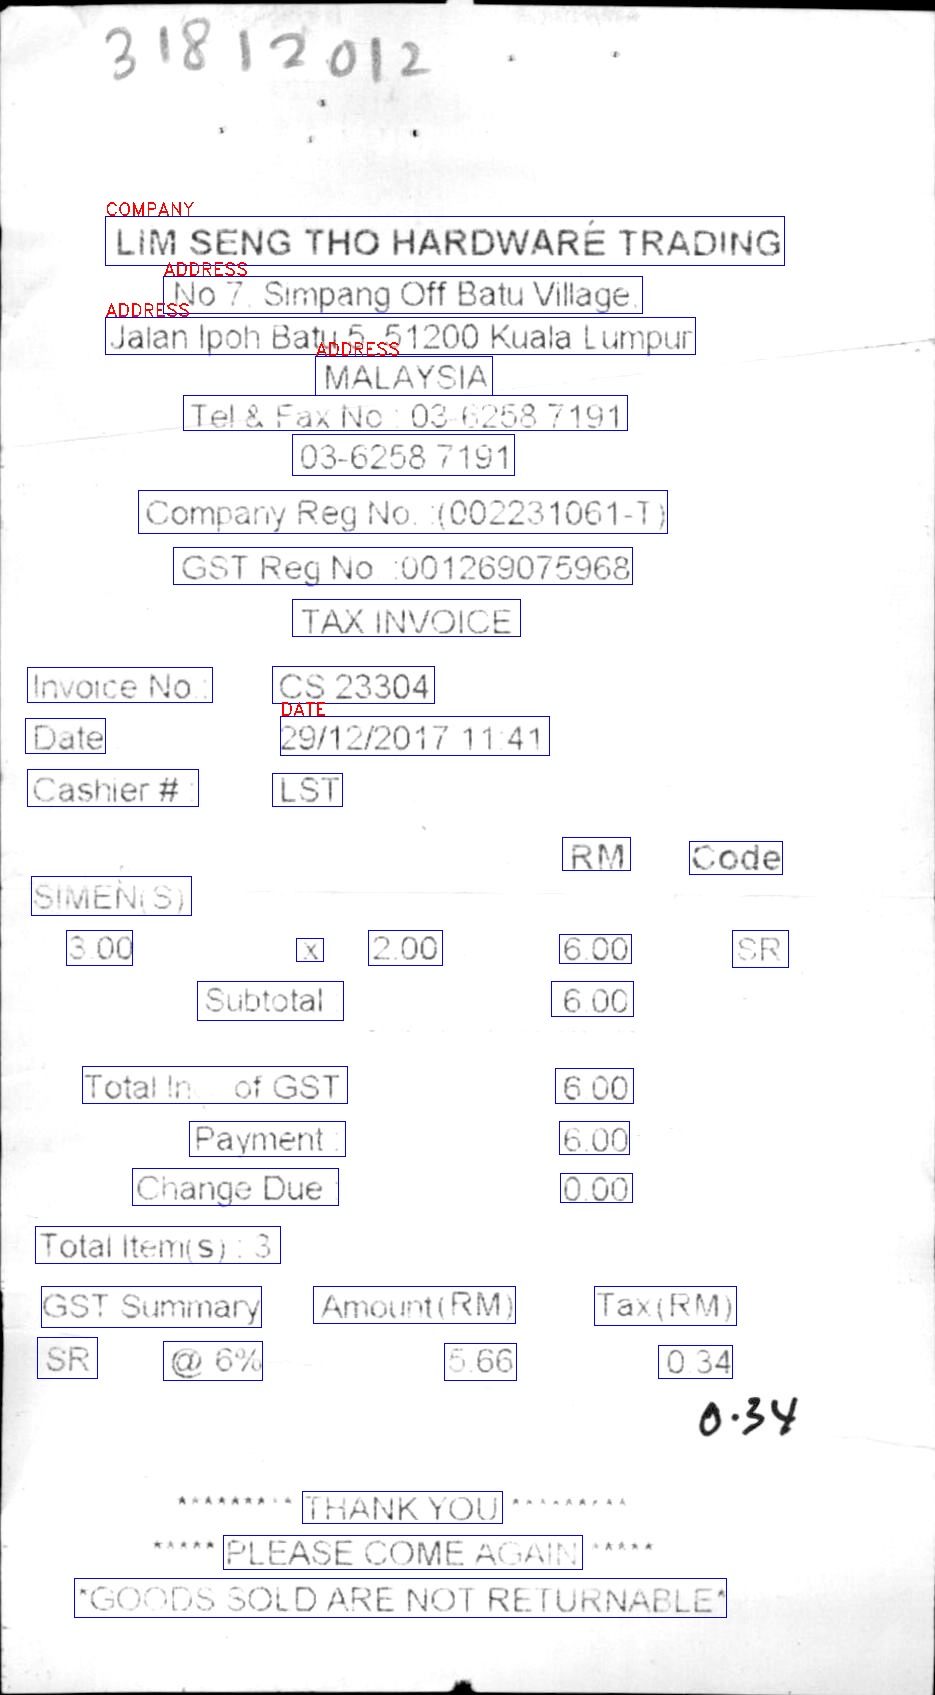 31812012
COMPANY
LIM SENG THO HARDWARE TRADING
ADDRESS
No 7. Simpang Off Batu Village.
ADDRESS
Jalan Ipoh Batu 5, 51200 Kuala Lumpur
ADDRESS
MALAYSIA
Tel & Fax No : 03-6258 7191
03-6258 7191
Company Reg No. :(002231061-T)
GST Reg No :001269075968
TAX INVOICE
Invoice No : CS 23304
DATE
Date 29/12/2017 11:41
Cashier # : LST
RM Code
SIMEN(S)
3.00 x 2.00 6.00 SR
Subtotal : 6.00
Total In of GST 6.00
Payment : 6.00
Change Due : 0.00
Total Item(s) : 3
GST Summary Amount(RM) Tax(RM)
SR @ 6% 5.66 0.34
0.34
********* THANK YOU *********
***** PLEASE COME AGAIN *****
*GOODS SOLD ARE NOT RETURNABLE*